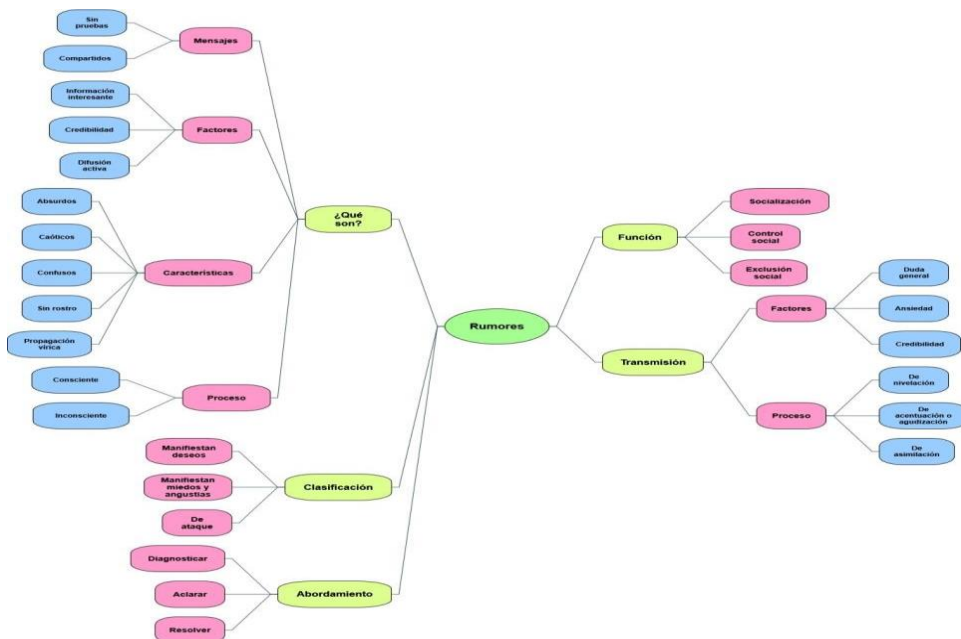 Sin
pruebas
Compartidos
Mensajes
Información
interesante
Credibilidad
Difusión
activa
Factores
Absurdos
Caóticos
Confusos
Sin rostro
Propagación
vírica
Características
Consciente
Inconsciente
Proceso
¿Qué
son?
Manifiestan
deseos
Manifiestan
miedos y
angustias
De
ataque
Clasificación
Diagnosticar
Aclarar
Resolver
Abordamiento
Rumores
Función
Socialización
Control
social
Exclusión
social
Transmisión
Factores
Duda
general
Ansiedad
Credibilidad
Proceso
De
nivelación
De
acentuación o
agudización
De
asimilación